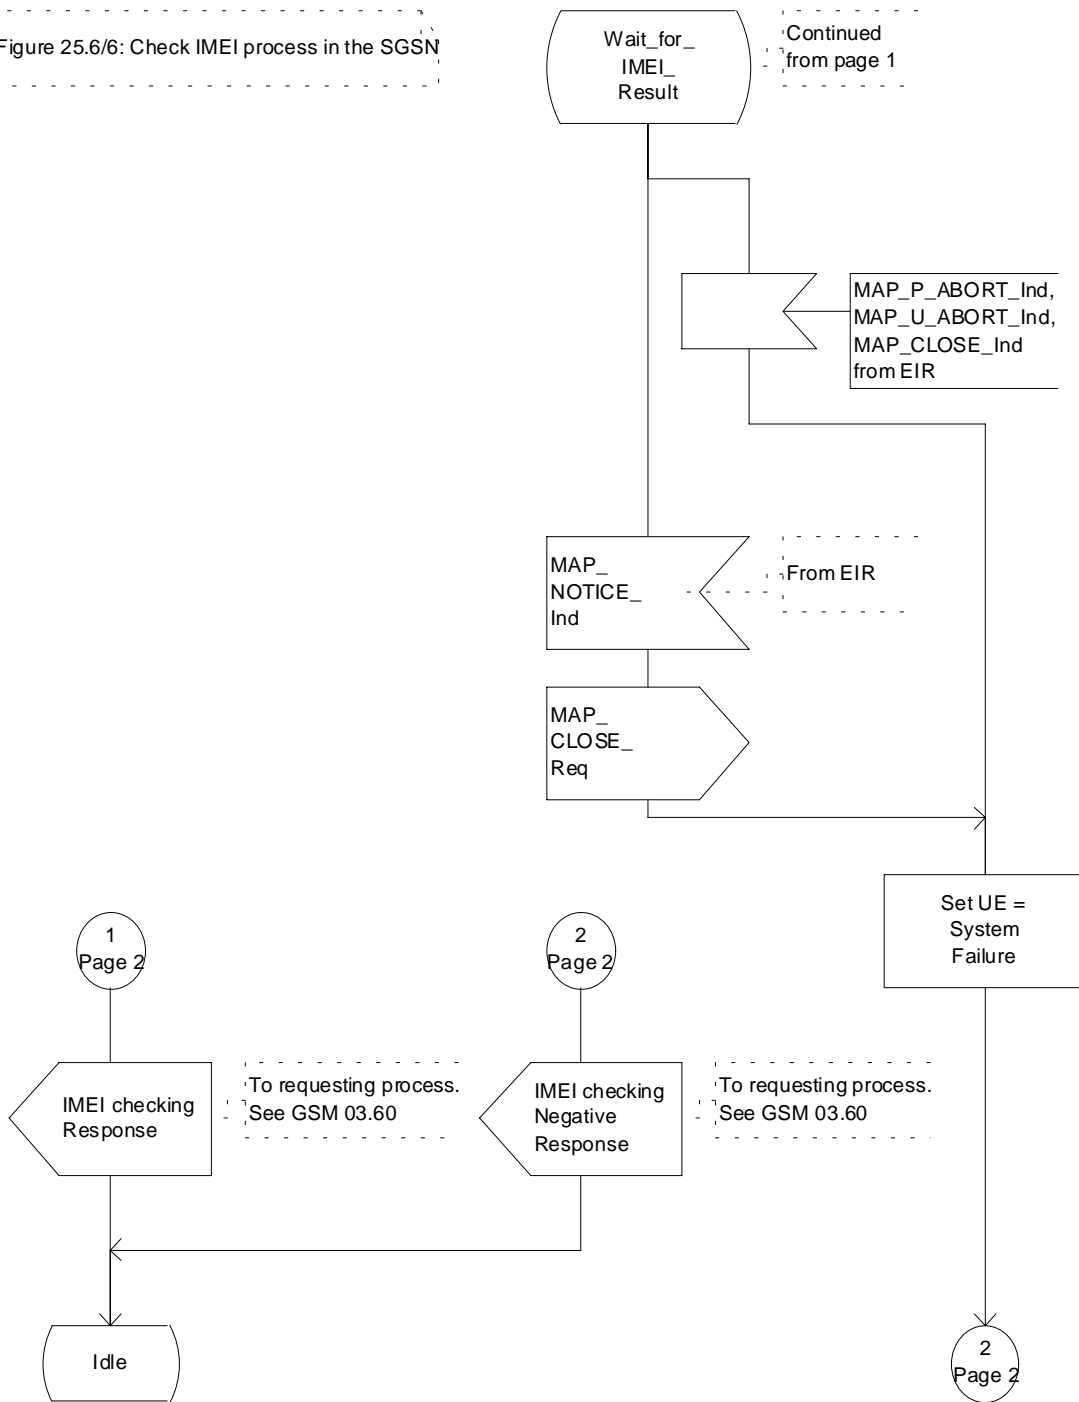 Figure 25.6/6: Check IMEI process in the SGSN
Wait_for_
IMEI_
Result
Continued
from page 1
MAP_P_ABORT_Ind,
MAP_U_ABORT_Ind,
MAP_CLOSE_Ind
from EIR
MAP_
NOTICE_
Ind
From EIR
MAP_
CLOSE_
Req
Set UE =
System
Failure
1
Page 2
2
Page 2
IMEI checking
Response
To requesting process.
See GSM 03.60
IMEI checking
Negative
Response
To requesting process.
See GSM 03.60
Idle
2
Page 2